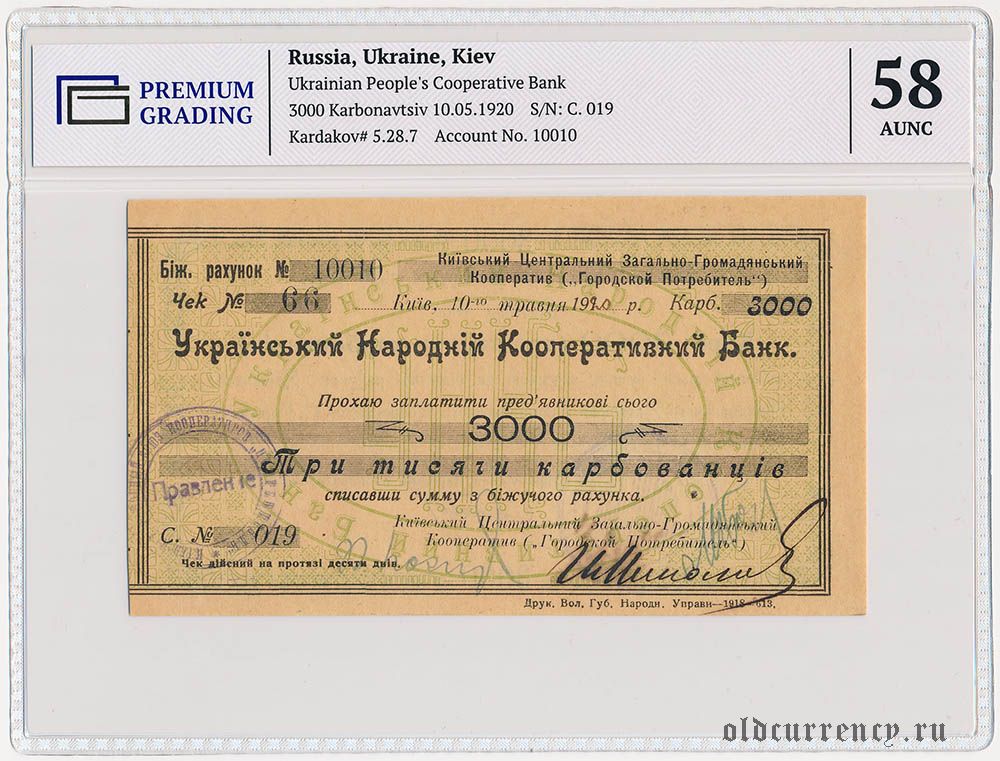 Russia, Ukraine, Kiev
Ukrainian People's Cooperative Bank
3000 Karbonavtsiv 10.05.1920 S/N: C. 019
Kardakov# 5.28.7 Account No. 10010
PREMIUM
GRADING
58
AUNC
Біж. рахунок № 10010
Київський Центральний Загально-Громадянський
Кооператив („Городской Потребитель")
Чек № 66
Київ, 10-го травня 1920 р. Карб. 3000
Український Народній Кооперативний Банк.
Прохаю заплатити пред'явникові сього
3000
Три тисячи карбованців
списавши сумму з біжучого рахунка.
Правление
С. № 019
Київський Центральний Загально-Громадянський
Кооператив („Городской Потребитель")
Чек дійсний на протязі десяти днів.
Друк. Вол. Губ. Народн. Управи—1918—613.
oldcurrency.ru